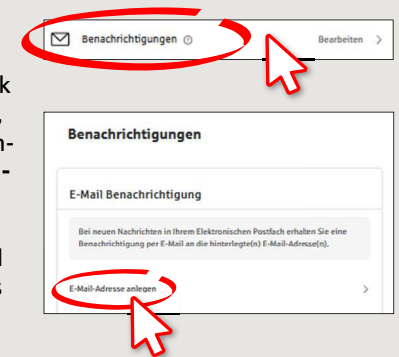 Benachrichtigungen
Bearbeiten
Benachrichtigungen
E-Mail Benachrichtigung
Bei neuen Nachrichten in Ihrem Elektronischen Postfach erhalten Sie eine
Benachrichtigung per E-Mail an die hinterlegte(n) E-Mail-Adresse(n).
E-Mail-Adresse anlegen